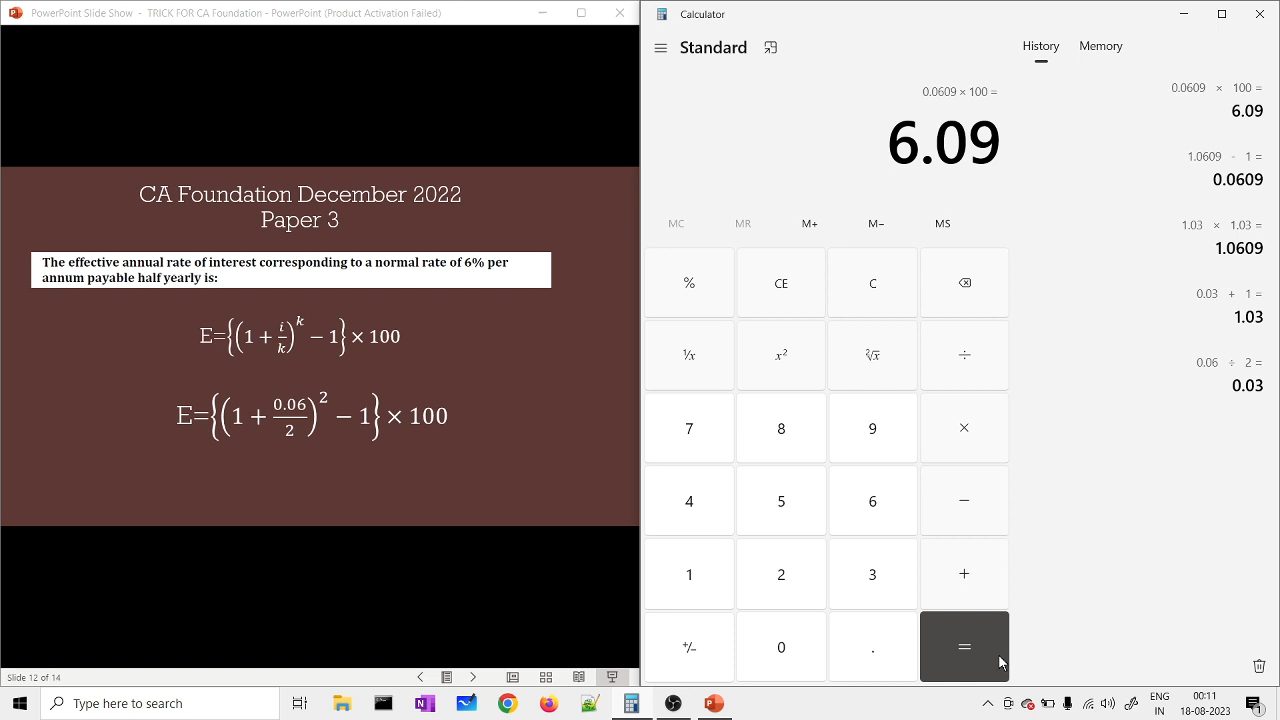 PowerPoint Slide Show - TRICK FOR CA Foundation - PowerPoint (Product Activation Failed)
CA Foundation December 2022
Paper 3
The effective annual rate of interest corresponding to a normal rate of 6% per
annum payable half yearly is:
E={(1 + i/k)^k − 1} × 100
E={(1 + 0.06/2)^2 − 1} × 100
Slide 12 of 14
Calculator
Standard
History
Memory
0.0609 × 100 =
6.09
MC MR M+ M− MS
% CE C
¹/x x² ²√x ÷
7 8 9 ×
4 5 6 −
1 2 3 +
+/− 0 . =
0.0609 × 100 =
6.09
1.0609 - 1 =
0.0609
1.03 × 1.03 =
1.0609
0.03 + 1 =
1.03
0.06 ÷ 2 =
0.03
Type here to search
ENG
IN
00:11
18-08-2023
1